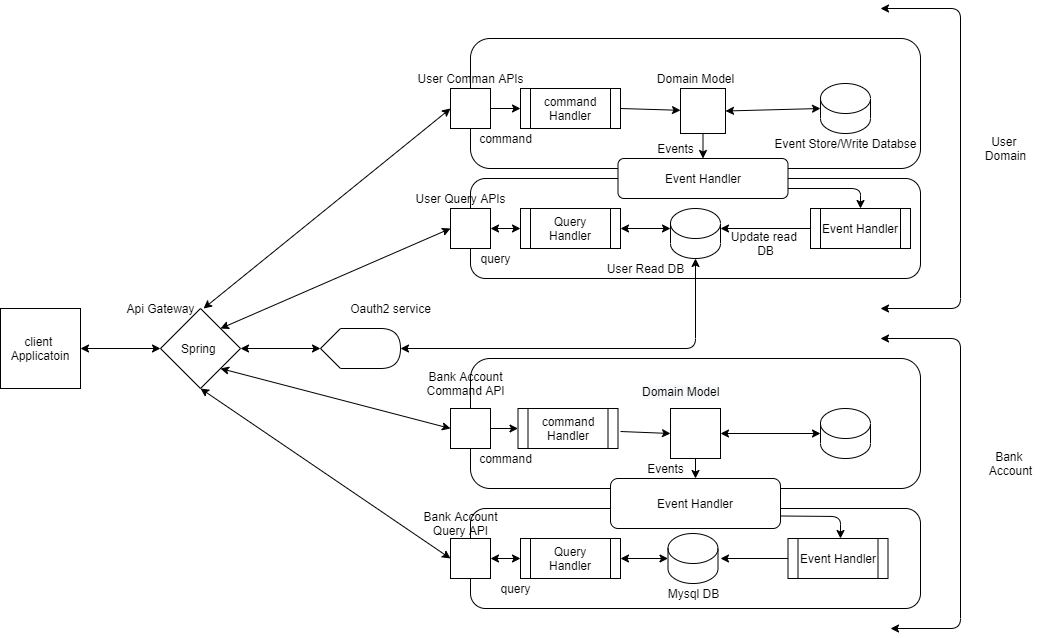 User Comman APIs
Domain Model
command
Handler
command
Event Store/Write Databse
Events
Event Handler
User
Domain
User Query APIs
Query
Handler
Event Handler
Update read
DB
query
User Read DB
Api Gateway
Oauth2 service
client
Applicatoin
Spring
Bank Account
Command API
Domain Model
command
Handler
command
Events
Bank
Account
Event Handler
Bank Account
Query API
Query
Handler
Event Handler
query
Mysql DB